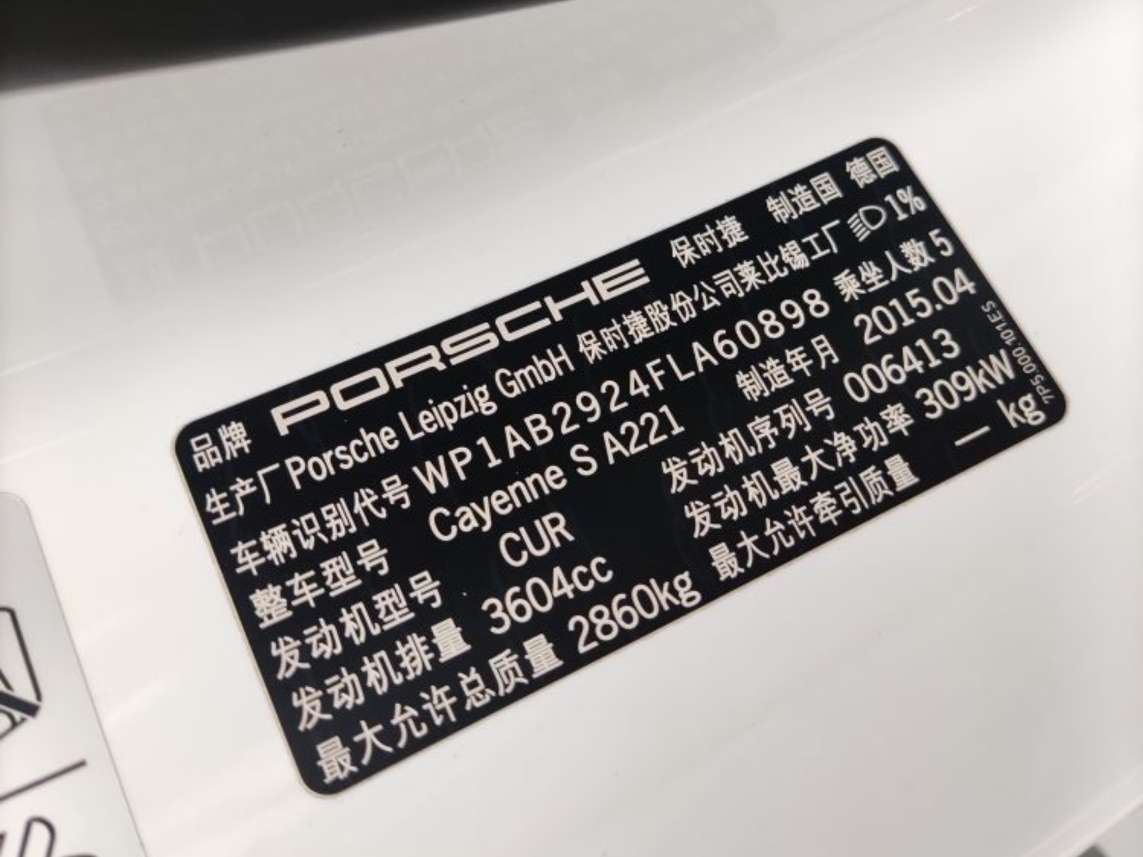 品牌 PORSCHE 保时捷 制造国 德国
生产厂 Porsche Leipzig GmbH 保时捷股份公司莱比锡工厂 1%
车辆识别代号 WP1AB2924FLA60898 乘坐人数 5
整车型号 Cayenne S A221 制造年月 2015.04
发动机型号 CUR 发动机序列号 006413
发动机排量 3604cc 发动机最大净功率 309kW
最大允许总质量 2860kg 最大允许牵引质量 — kg
7P5.000.101.ES